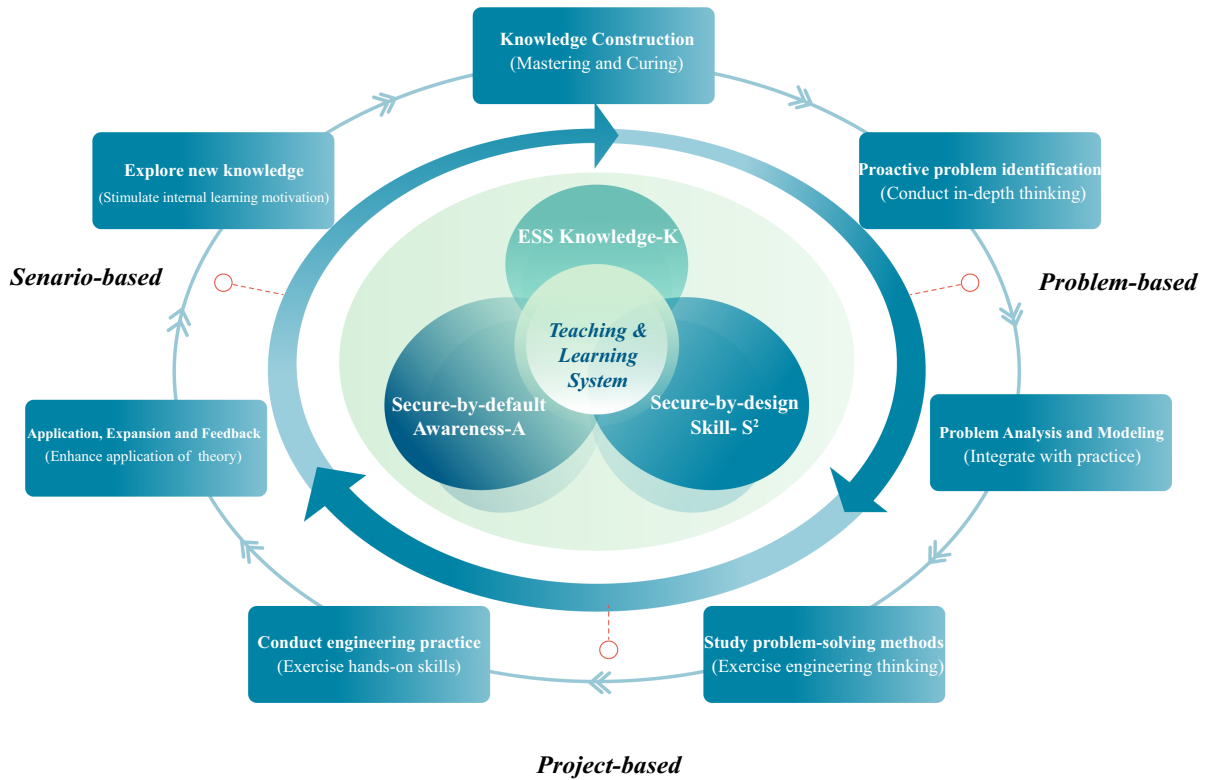 Knowledge Construction
(Mastering and Curing)
Explore new knowledge
(Stimulate internal learning motivation)
Proactive problem identification
(Conduct in-depth thinking)
ESS Knowledge-K
Senario-based
Problem-based
Teaching &
Learning
System
Secure-by-default
Awareness-A
Secure-by-design
Skill- S²
Application, Expansion and Feedback
(Enhance application of theory)
Problem Analysis and Modeling
(Integrate with practice)
Conduct engineering practice
(Exercise hands-on skills)
Study problem-solving methods
(Exercise engineering thinking)
Project-based